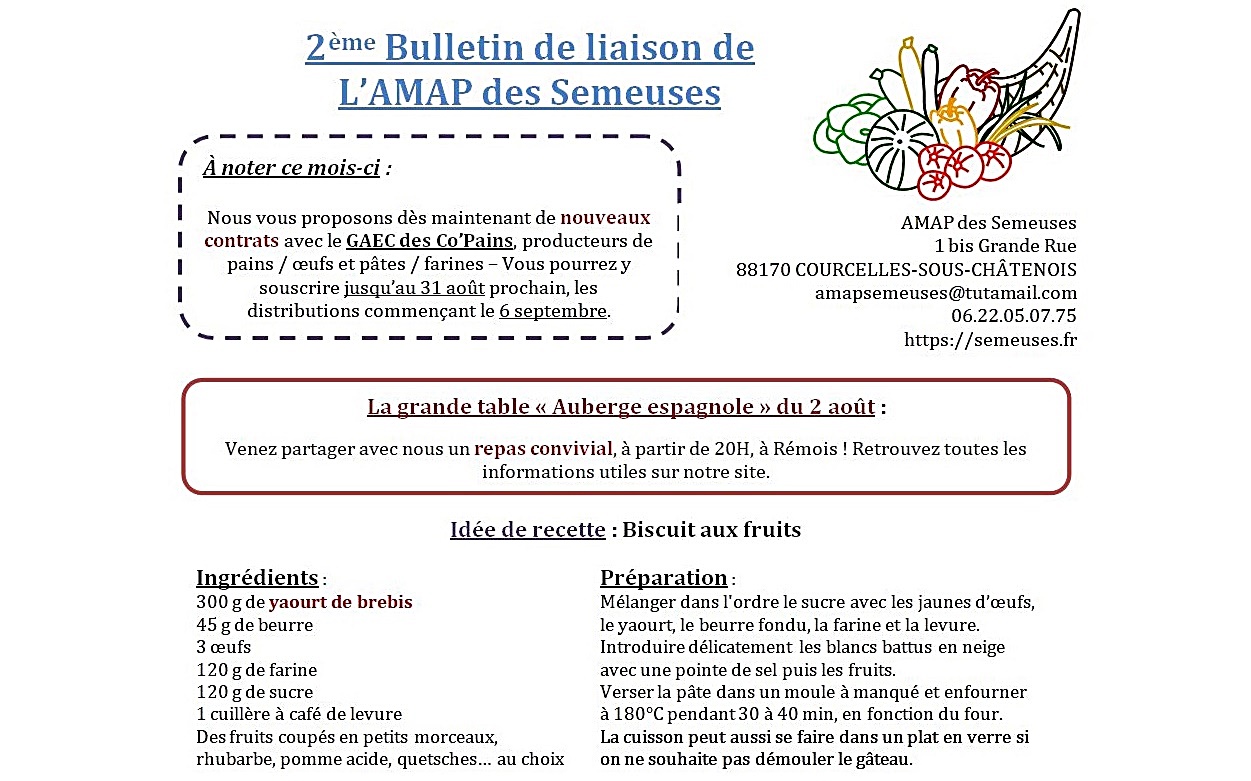 2ème Bulletin de liaison de
L'AMAP des Semeuses
À noter ce mois-ci :
Nous vous proposons dès maintenant de nouveaux
contrats avec le GAEC des Co'Pains, producteurs de
pains / œufs et pâtes / farines – Vous pourrez y
souscrire jusqu'au 31 août prochain, les
distributions commençant le 6 septembre.
AMAP des Semeuses
1 bis Grande Rue
88170 COURCELLES-SOUS-CHÂTENOIS
amapsemeuses@tutamail.com
06.22.05.07.75
https://semeuses.fr
La grande table « Auberge espagnole » du 2 août :
Venez partager avec nous un repas convivial, à partir de 20H, à Rémois ! Retrouvez toutes les
informations utiles sur notre site.
Idée de recette : Biscuit aux fruits
Ingrédients :
300 g de yaourt de brebis
45 g de beurre
3 œufs
120 g de farine
120 g de sucre
1 cuillère à café de levure
Des fruits coupés en petits morceaux,
rhubarbe, pomme acide, quetsches… au choix
Préparation :
Mélanger dans l'ordre le sucre avec les jaunes d'œufs,
le yaourt, le beurre fondu, la farine et la levure.
Introduire délicatement les blancs battus en neige
avec une pointe de sel puis les fruits.
Verser la pâte dans un moule à manqué et enfourner
à 180°C pendant 30 à 40 min, en fonction du four.
La cuisson peut aussi se faire dans un plat en verre si
on ne souhaite pas démouler le gâteau.